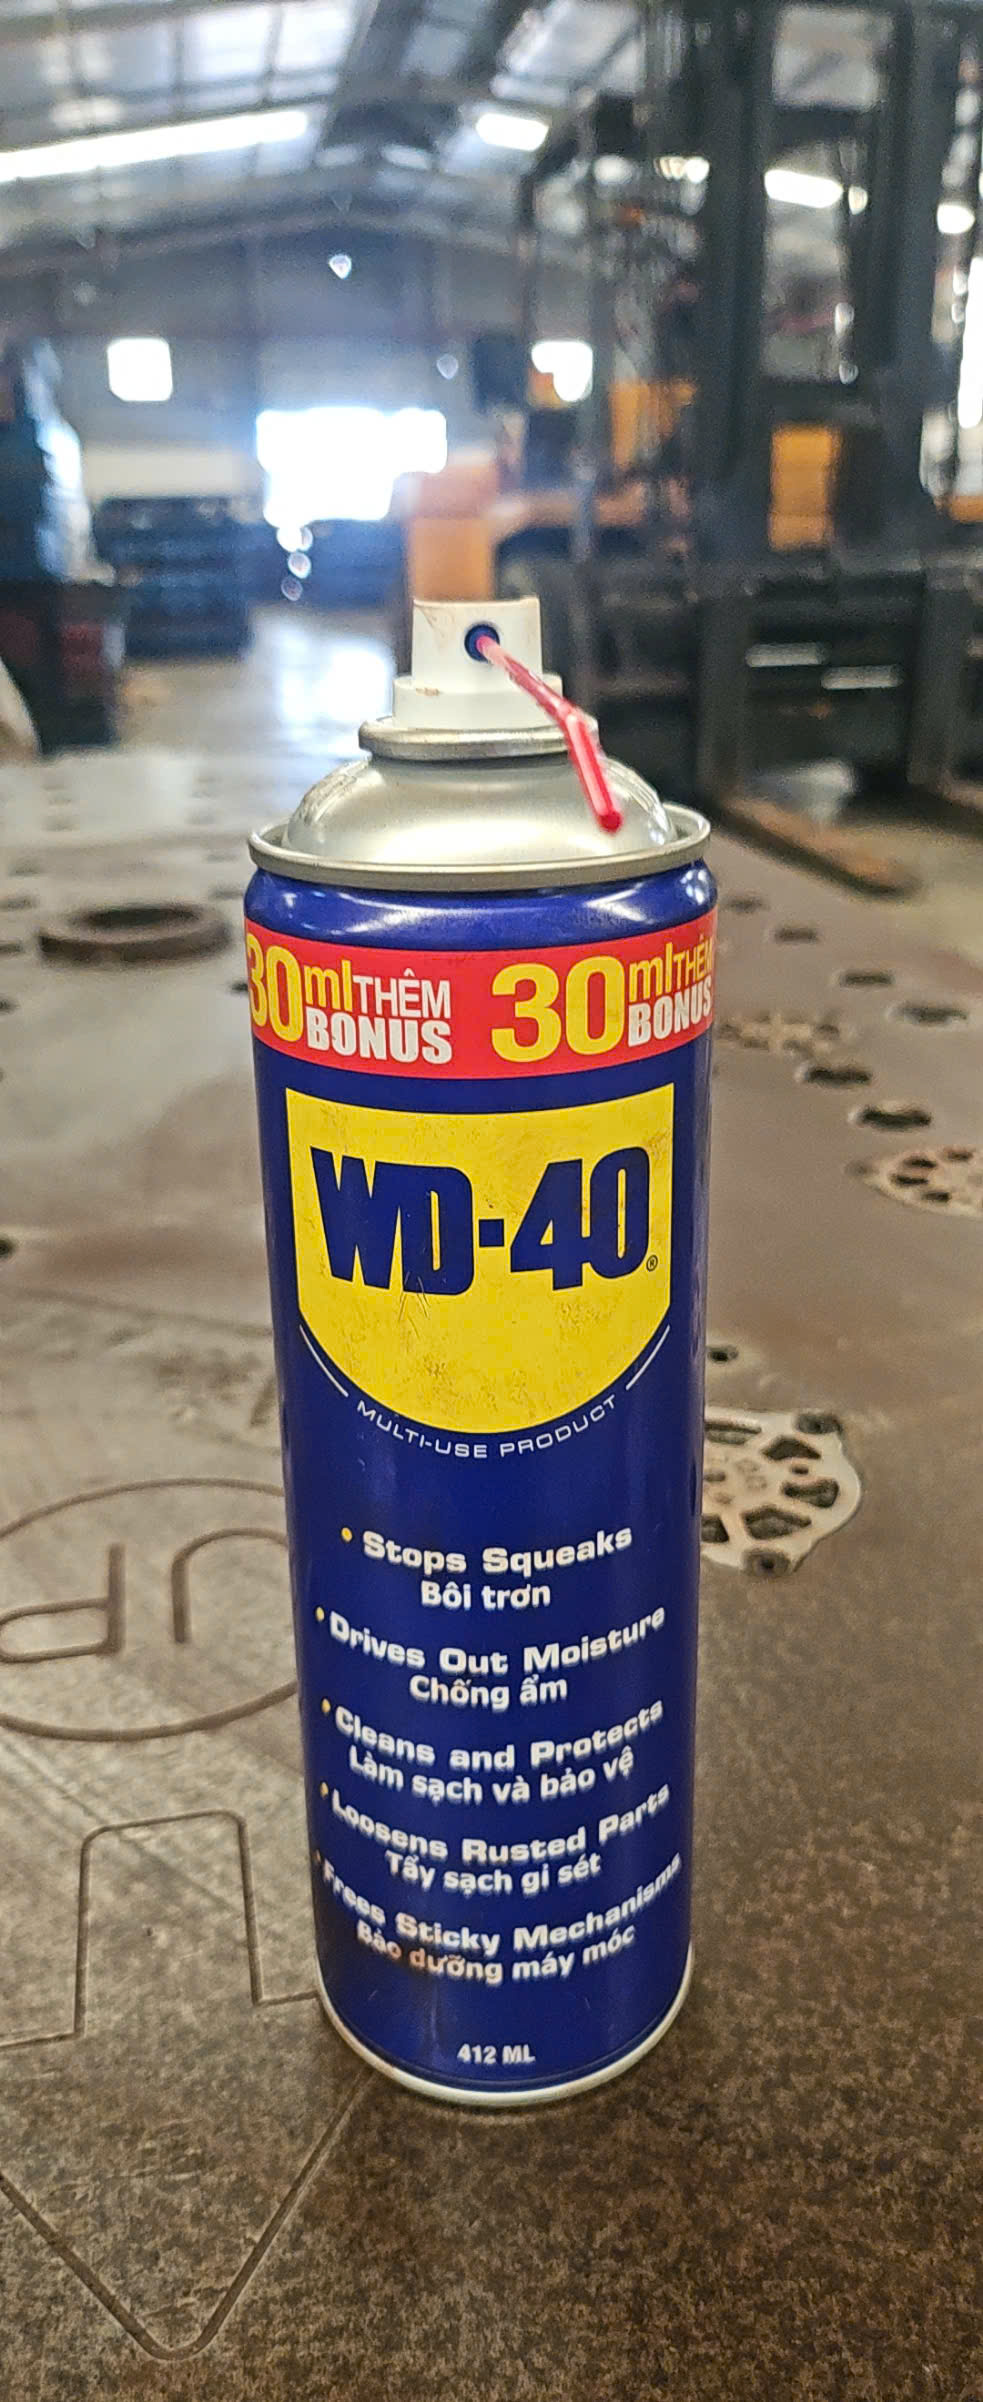 30ml THÊM
BONUS
30ml THÊM
BONUS
WD-40®
MULTI-USE PRODUCT
• Stops Squeaks
Bôi trơn
• Drives Out Moisture
Chống ẩm
• Cleans and Protects
Làm sạch và bảo vệ
• Loosens Rusted Parts
Tẩy sạch gỉ sét
• Frees Sticky Mechanisms
Bảo dưỡng máy móc
412 ML
UP